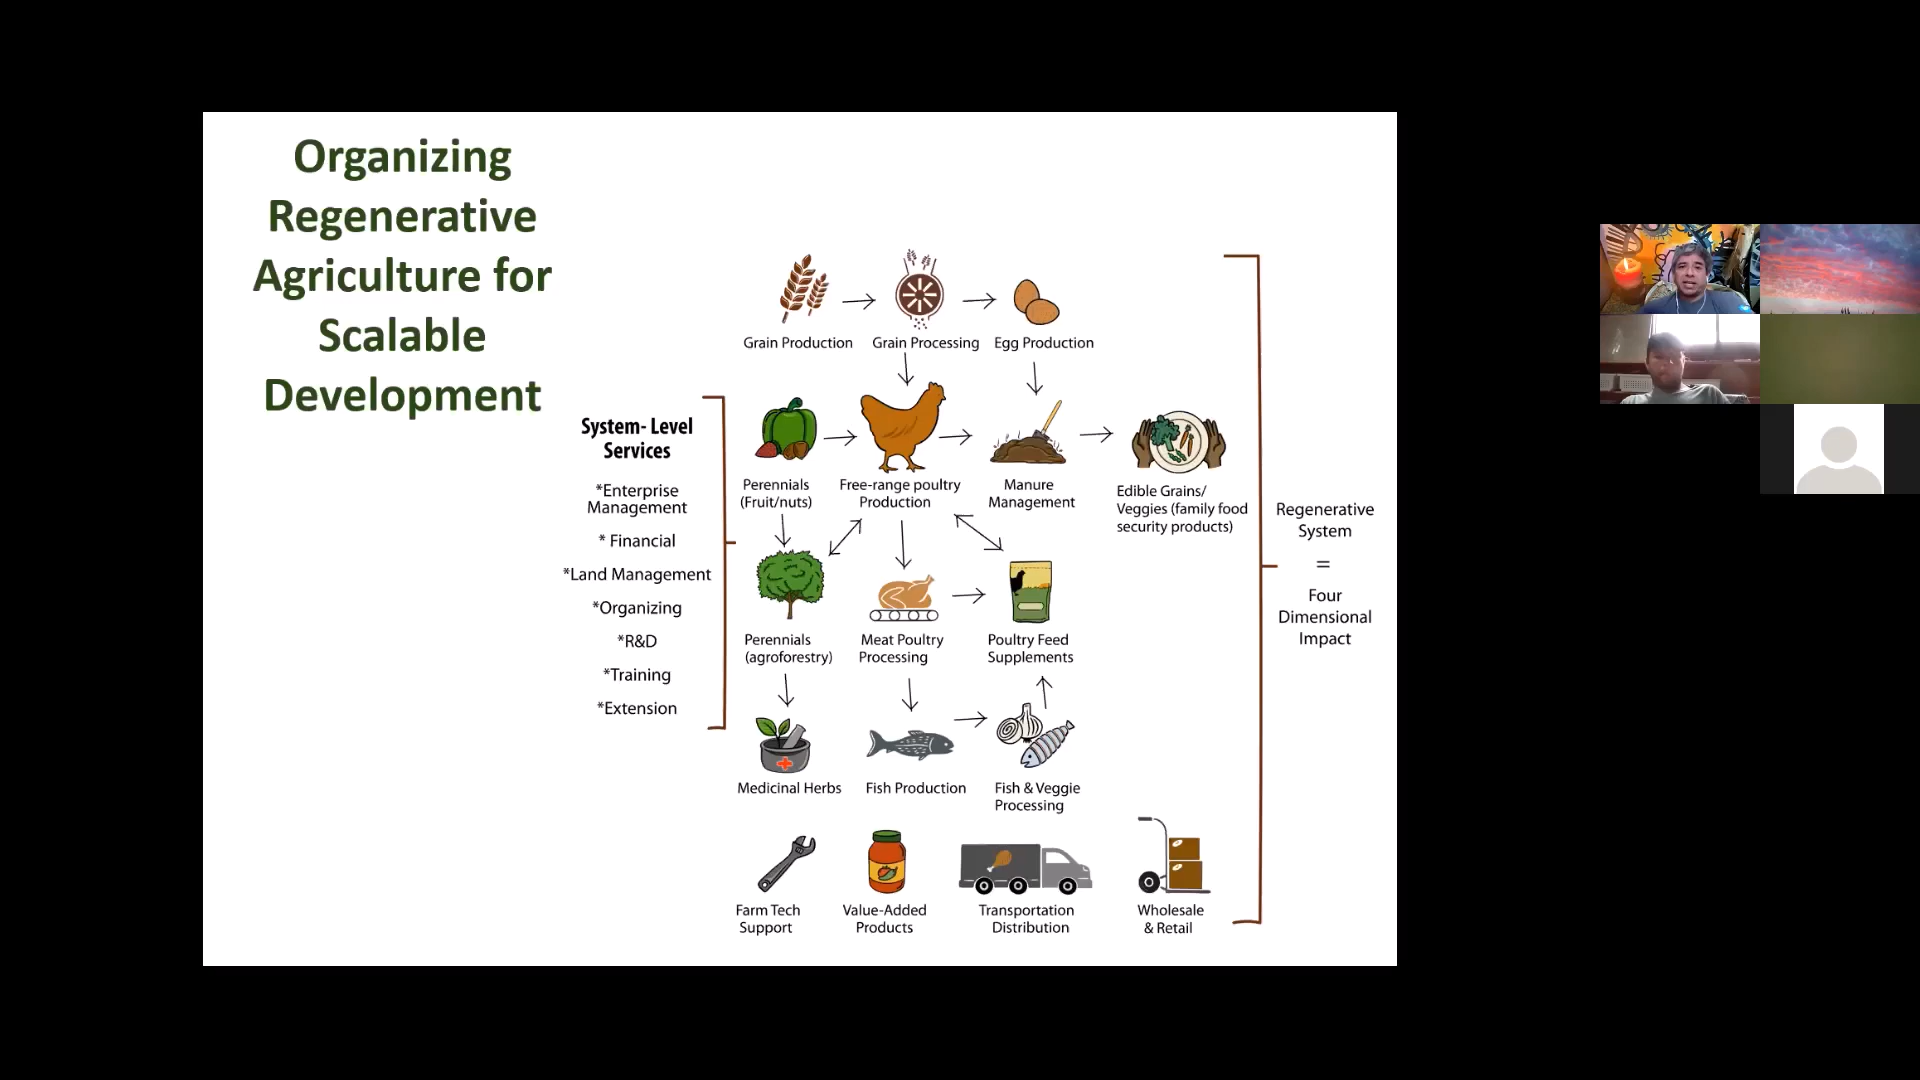 Organizing
Regenerative
Agriculture for
Scalable
Development
System- Level
Services
*Enterprise
Management
* Financial
*Land Management
*Organizing
*R&D
*Training
*Extension
Grain Production
Grain Processing
Egg Production
Perennials
(Fruit/nuts)
Free-range poultry
Production
Manure
Management
Edible Grains/
Veggies (family food
security products)
Perennials
(agroforestry)
Meat Poultry
Processing
Poultry Feed
Supplements
Medicinal Herbs
Fish Production
Fish & Veggie
Processing
Farm Tech
Support
Value-Added
Products
Transportation
Distribution
Wholesale
& Retail
Regenerative
System
=
Four
Dimensional
Impact